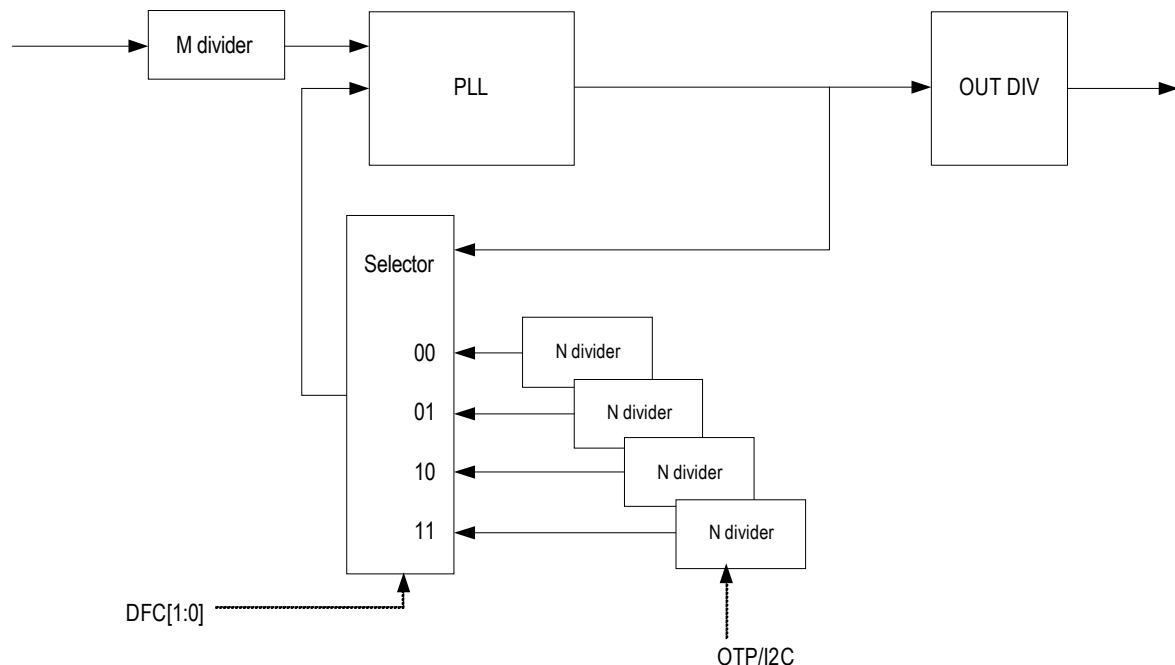 M divider
PLL
OUT DIV
Selector
00
N divider
01
N divider
10
N divider
11
N divider
DFC[1:0]
OTP/I2C